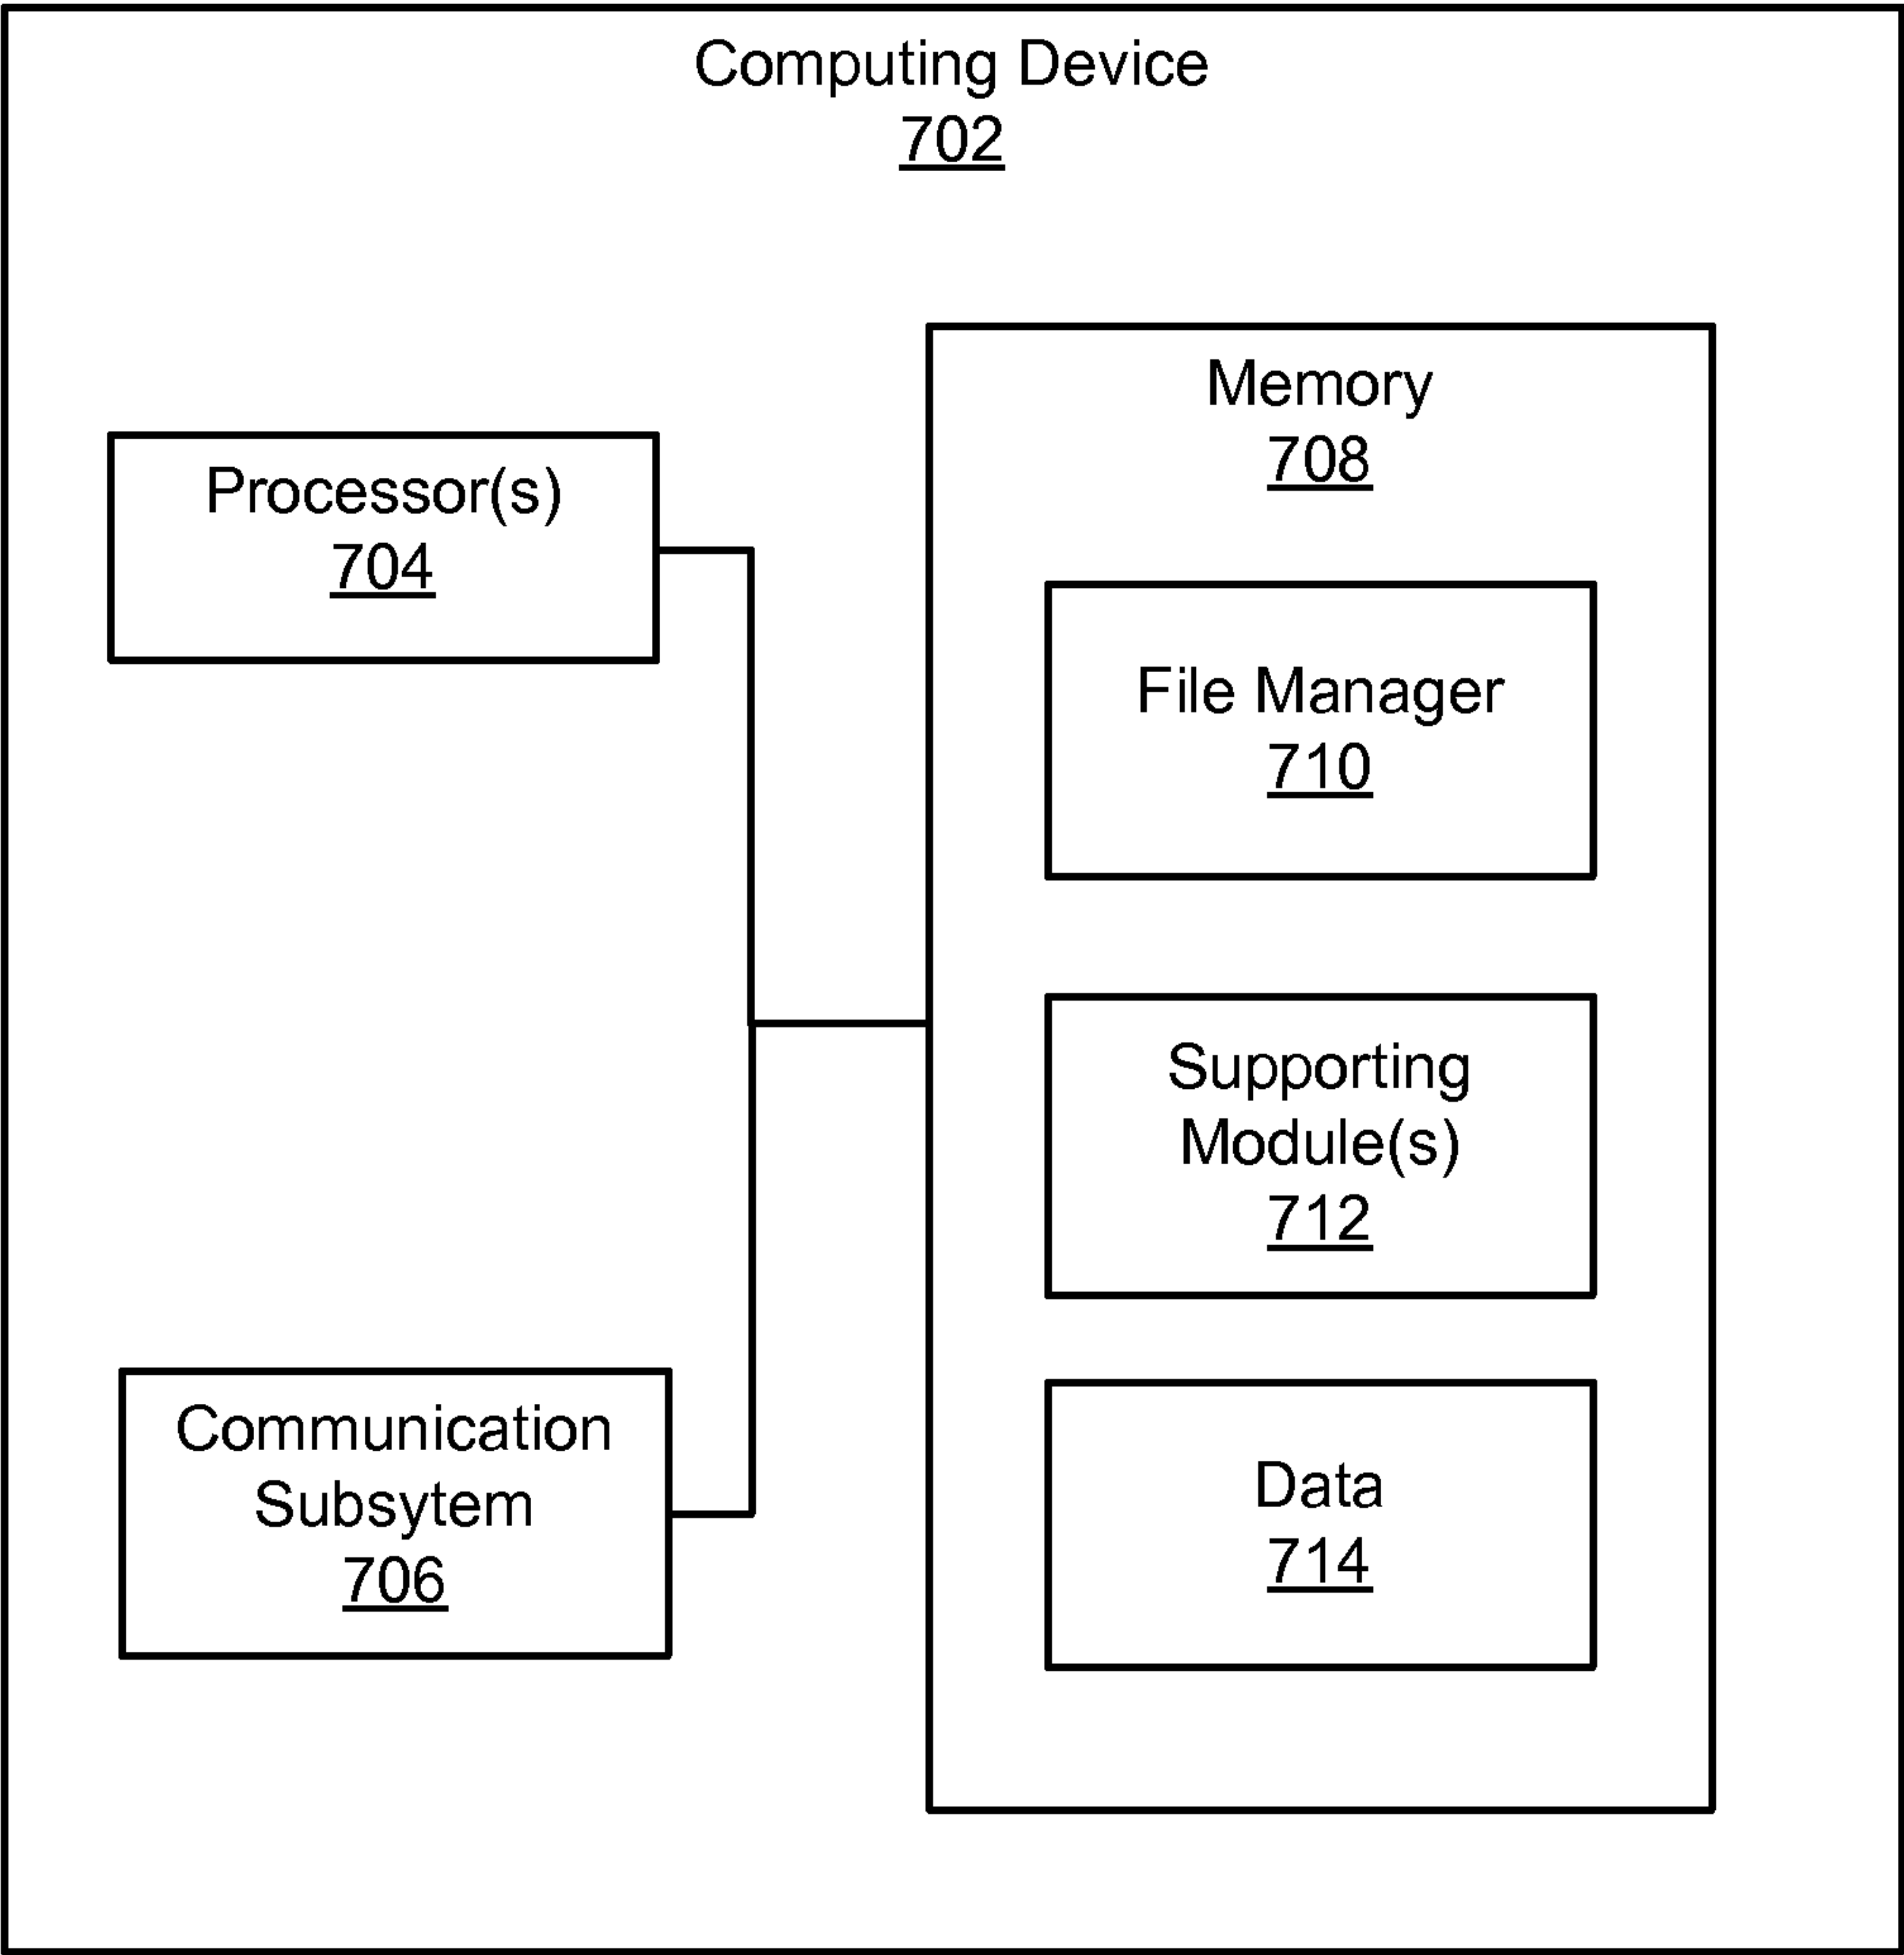 Computing Device
702
Processor(s)
704
Communication
Subsytem
706
Memory
708
File Manager
710
Supporting
Module(s)
712
Data
714